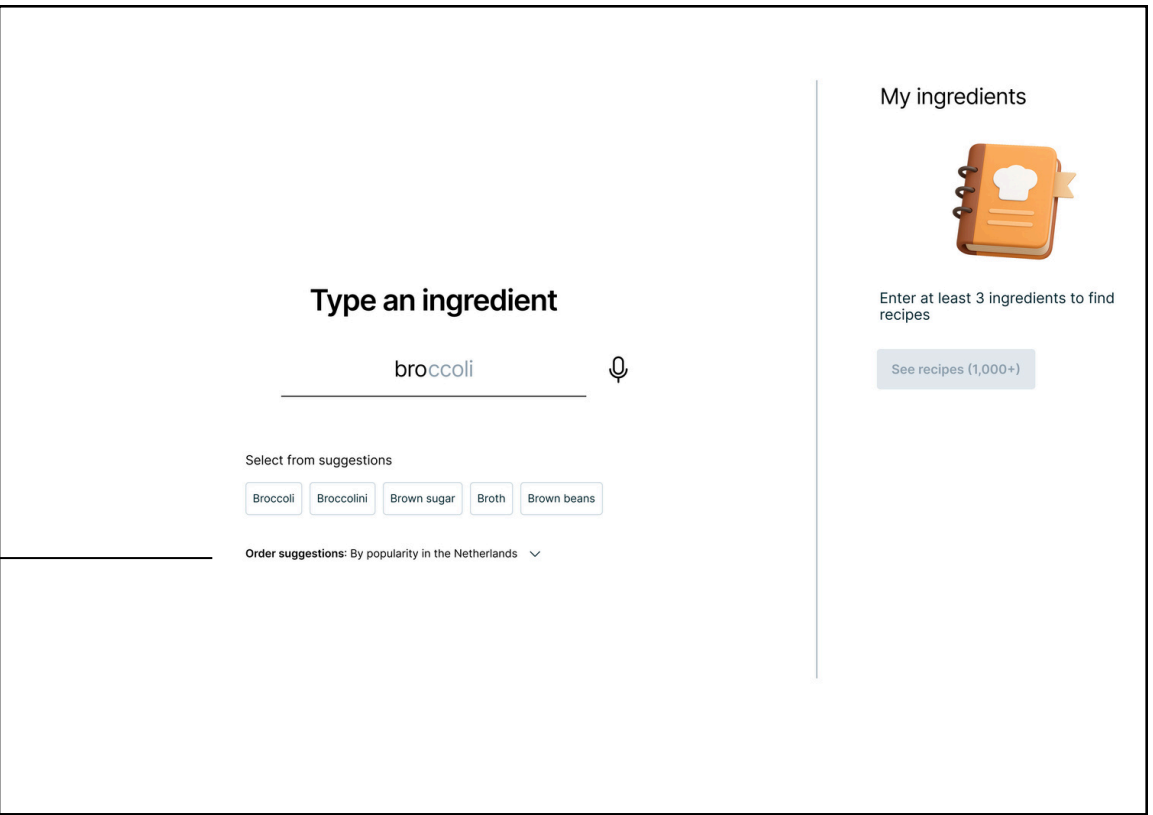 My ingredients
Type an ingredient
Enter at least 3 ingredients to find
recipes
broccoli
See recipes (1,000+)
Select from suggestions
Broccoli Broccolini Brown sugar Broth Brown beans
Order suggestions: By popularity in the Netherlands